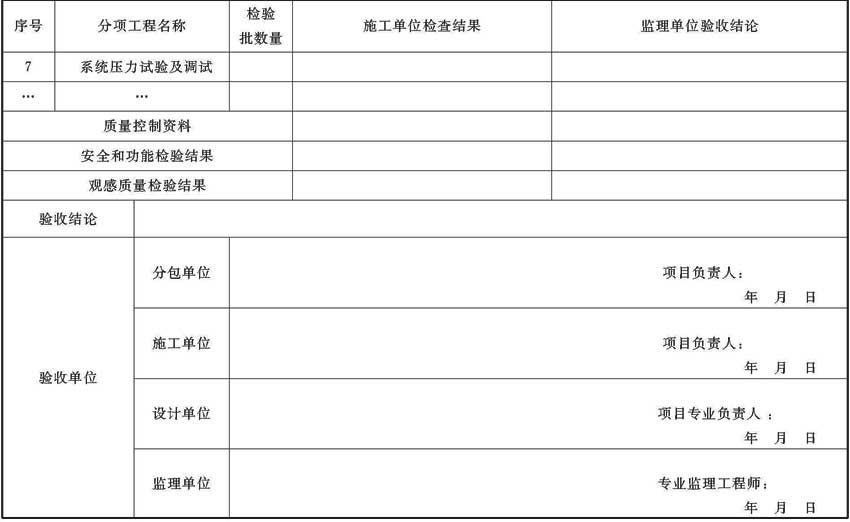 序号 分项工程名称 检验批数量 施工单位检查结果 监理单位验收结论
7 系统压力试验及调试
… …
质量控制资料
安全和功能检验结果
观感质量检验结果
验收结论
验收单位
分包单位 项目负责人：
年 月 日
施工单位 项目负责人：
年 月 日
设计单位 项目专业负责人：
年 月 日
监理单位 专业监理工程师：
年 月 日